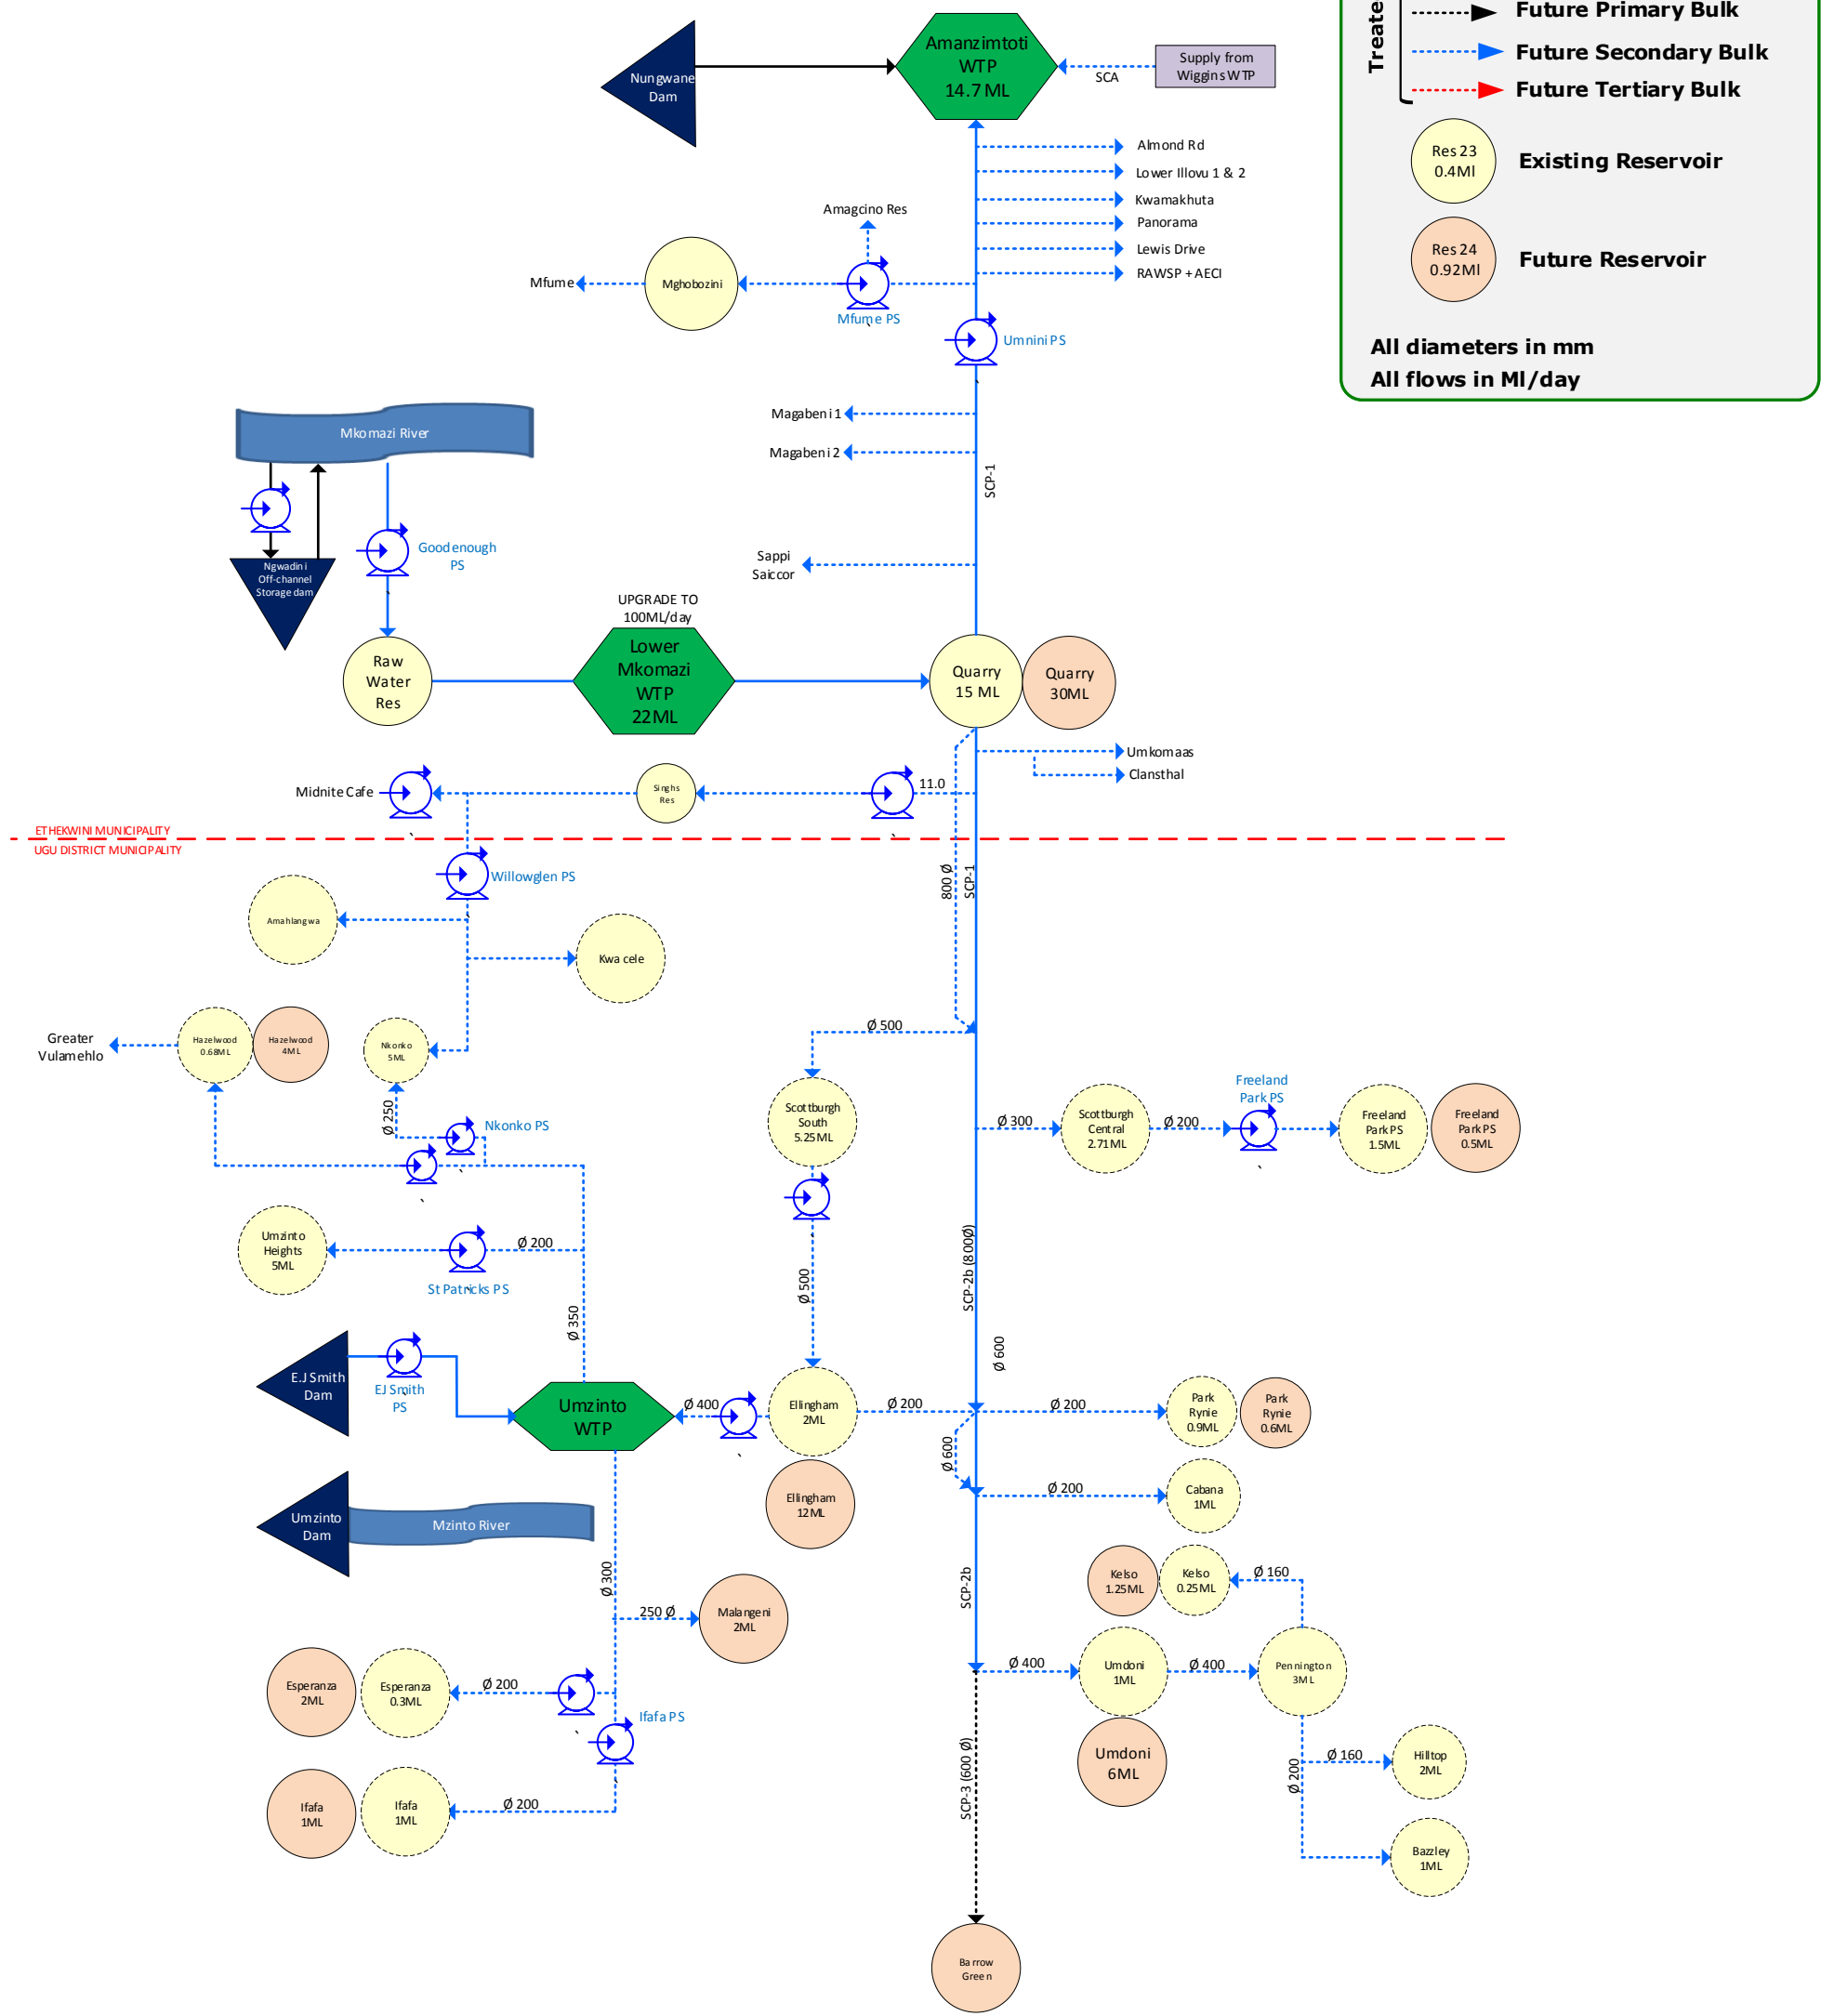 Treate
Future Primary Bulk
Future Secondary Bulk
Future Tertiary Bulk
Res 23
0.4Ml
Existing Reservoir
Res 24
0.92Ml
Future Reservoir
All diameters in mm
All flows in Ml/day
Nungwane
Dam
Amanzimtoti
WTP
14.7 ML
SCA
Supply from
Wiggins WTP
Almond Rd
Lower Illovu 1 & 2
Kwamakhuta
Panorama
Lewis Drive
RAWSP + AECI
Amagcino Res
Mfume
Mghobozini
Mfume PS
Umnini PS
Magabeni 1
Magabeni 2
SCP-1
Sappi
Saiccor
Mkomazi River
Goodenough
PS
Ngwadini
Off-channel
Storage dam
UPGRADE TO
100ML/day
Raw
Water
Res
Lower
Mkomazi
WTP
22ML
Quarry
15 ML
Quarry
30ML
Umkomaas
Clansthal
Midnite Cafe
Singhs
Res
11.0
ETHEKWINI MUNICIPALITY
UGU DISTRICT MUNICIPALITY
Willowglen PS
800 Ø
SCP-1
Amahlangwa
Kwa cele
Greater
Vulamehlo
Hazelwood
0.68ML
Hazelwood
4ML
Nkonko
5ML
Ø 500
Ø 250
Nkonko PS
Scottburgh
South
5.25ML
Ø 300
Scottburgh
Central
2.71ML
Ø 200
Freeland
Park PS
Freeland
Park PS
1.5ML
Freeland
Park PS
0.5ML
Umzinto
Heights
5ML
Ø 200
St Patricks PS
Ø 350
Ø 500
SCP-2b (800Ø)
Ø 600
E.J Smith
Dam
EJ Smith
PS
Umzinto
WTP
Ø 400
Ellingham
2ML
Ø 200
Ø 200
Park
Rynie
0.9ML
Park
Rynie
0.6ML
Ø 600
Ellingham
12ML
Ø 200
Cabana
1ML
Umzinto
Dam
Mzinto River
Ø 300
SCP-2b
Kelso
1.25ML
Kelso
0.25ML
Ø 160
250 Ø
Malangeni
2ML
Ø 400
Umdoni
1ML
Ø 400
Pennington
3ML
Esperanza
2ML
Esperanza
0.3ML
Ø 200
Ifafa PS
SCP-3 (600 Ø)
Umdoni
6ML
Ø 200
Ø 160
Hilltop
2ML
Ifafa
1ML
Ifafa
1ML
Ø 200
Bazzley
1ML
Barrow
Green